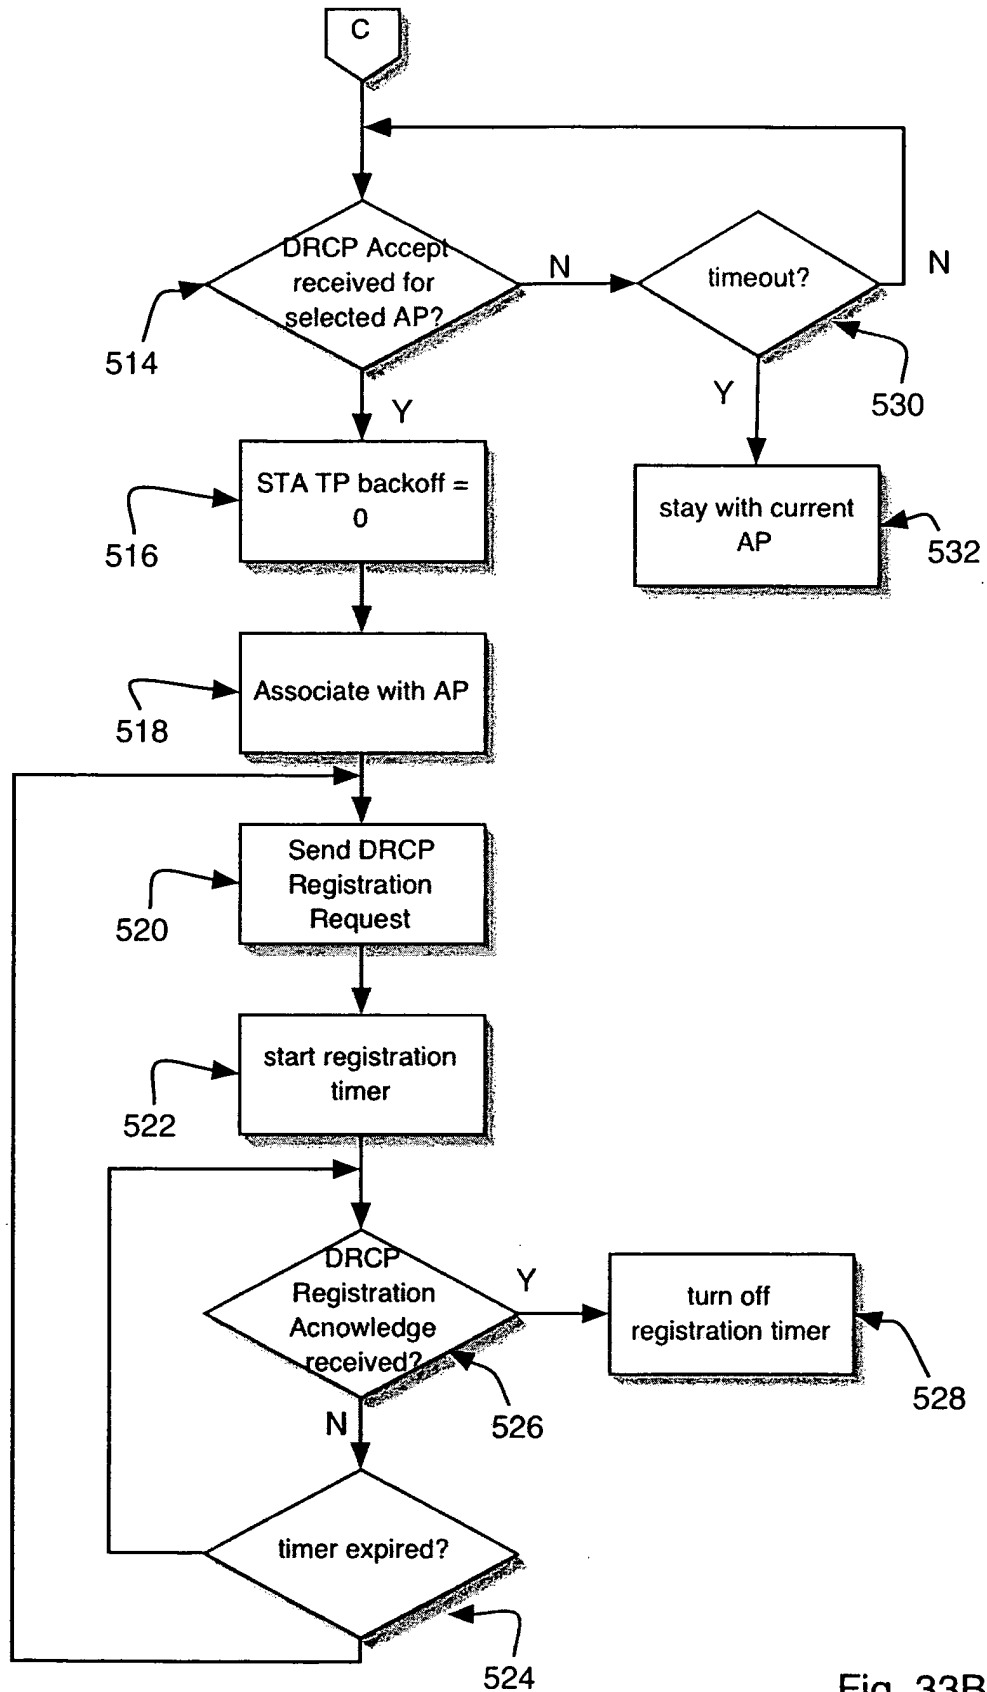 C
DRCP Accept
received for
selected AP?
N
timeout?
N
514
530
Y
Y
STA TP backoff =
0
516
stay with current
AP
532
Associate with AP
518
Send DRCP
Registration
Request
520
start registration
timer
522
DRCP
Registration
Acnowledge
received?
Y
turn off
registration timer
528
526
N
timer expired?
524
Fig. 33B